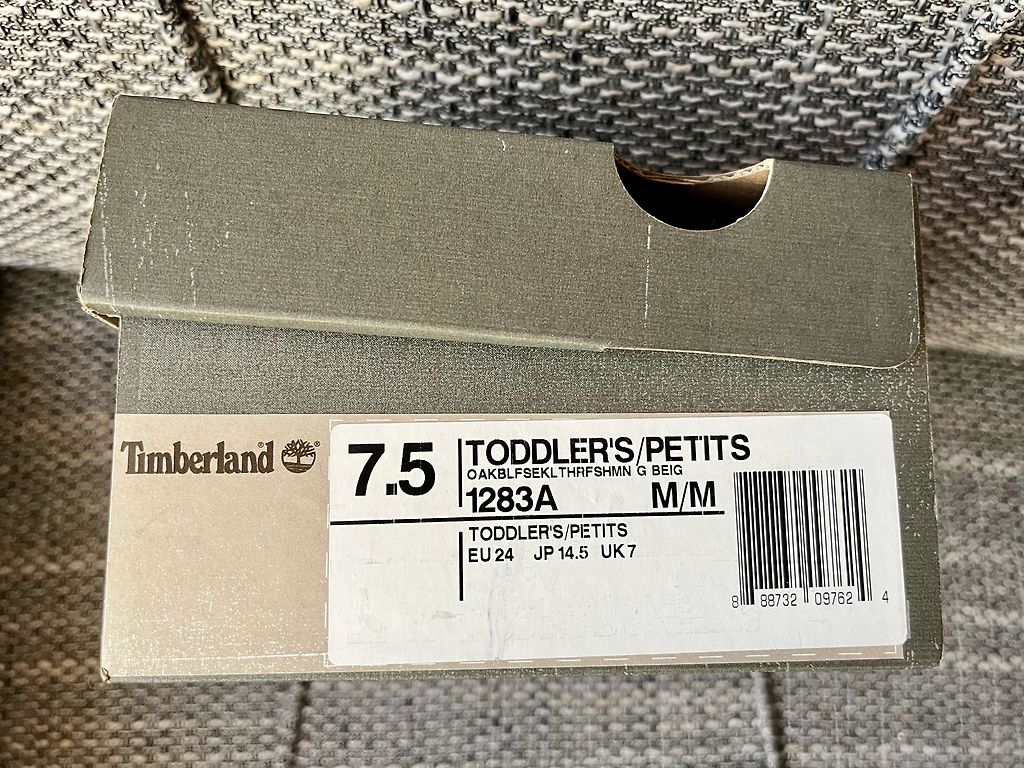 Timberland®
7.5
TODDLER'S/PETITS
OAKBLFSEKLTHRFSHMN G BEIG
1283A M/M
TODDLER'S/PETITS
EU 24 JP 14.5 UK 7
8 88732 09762 4